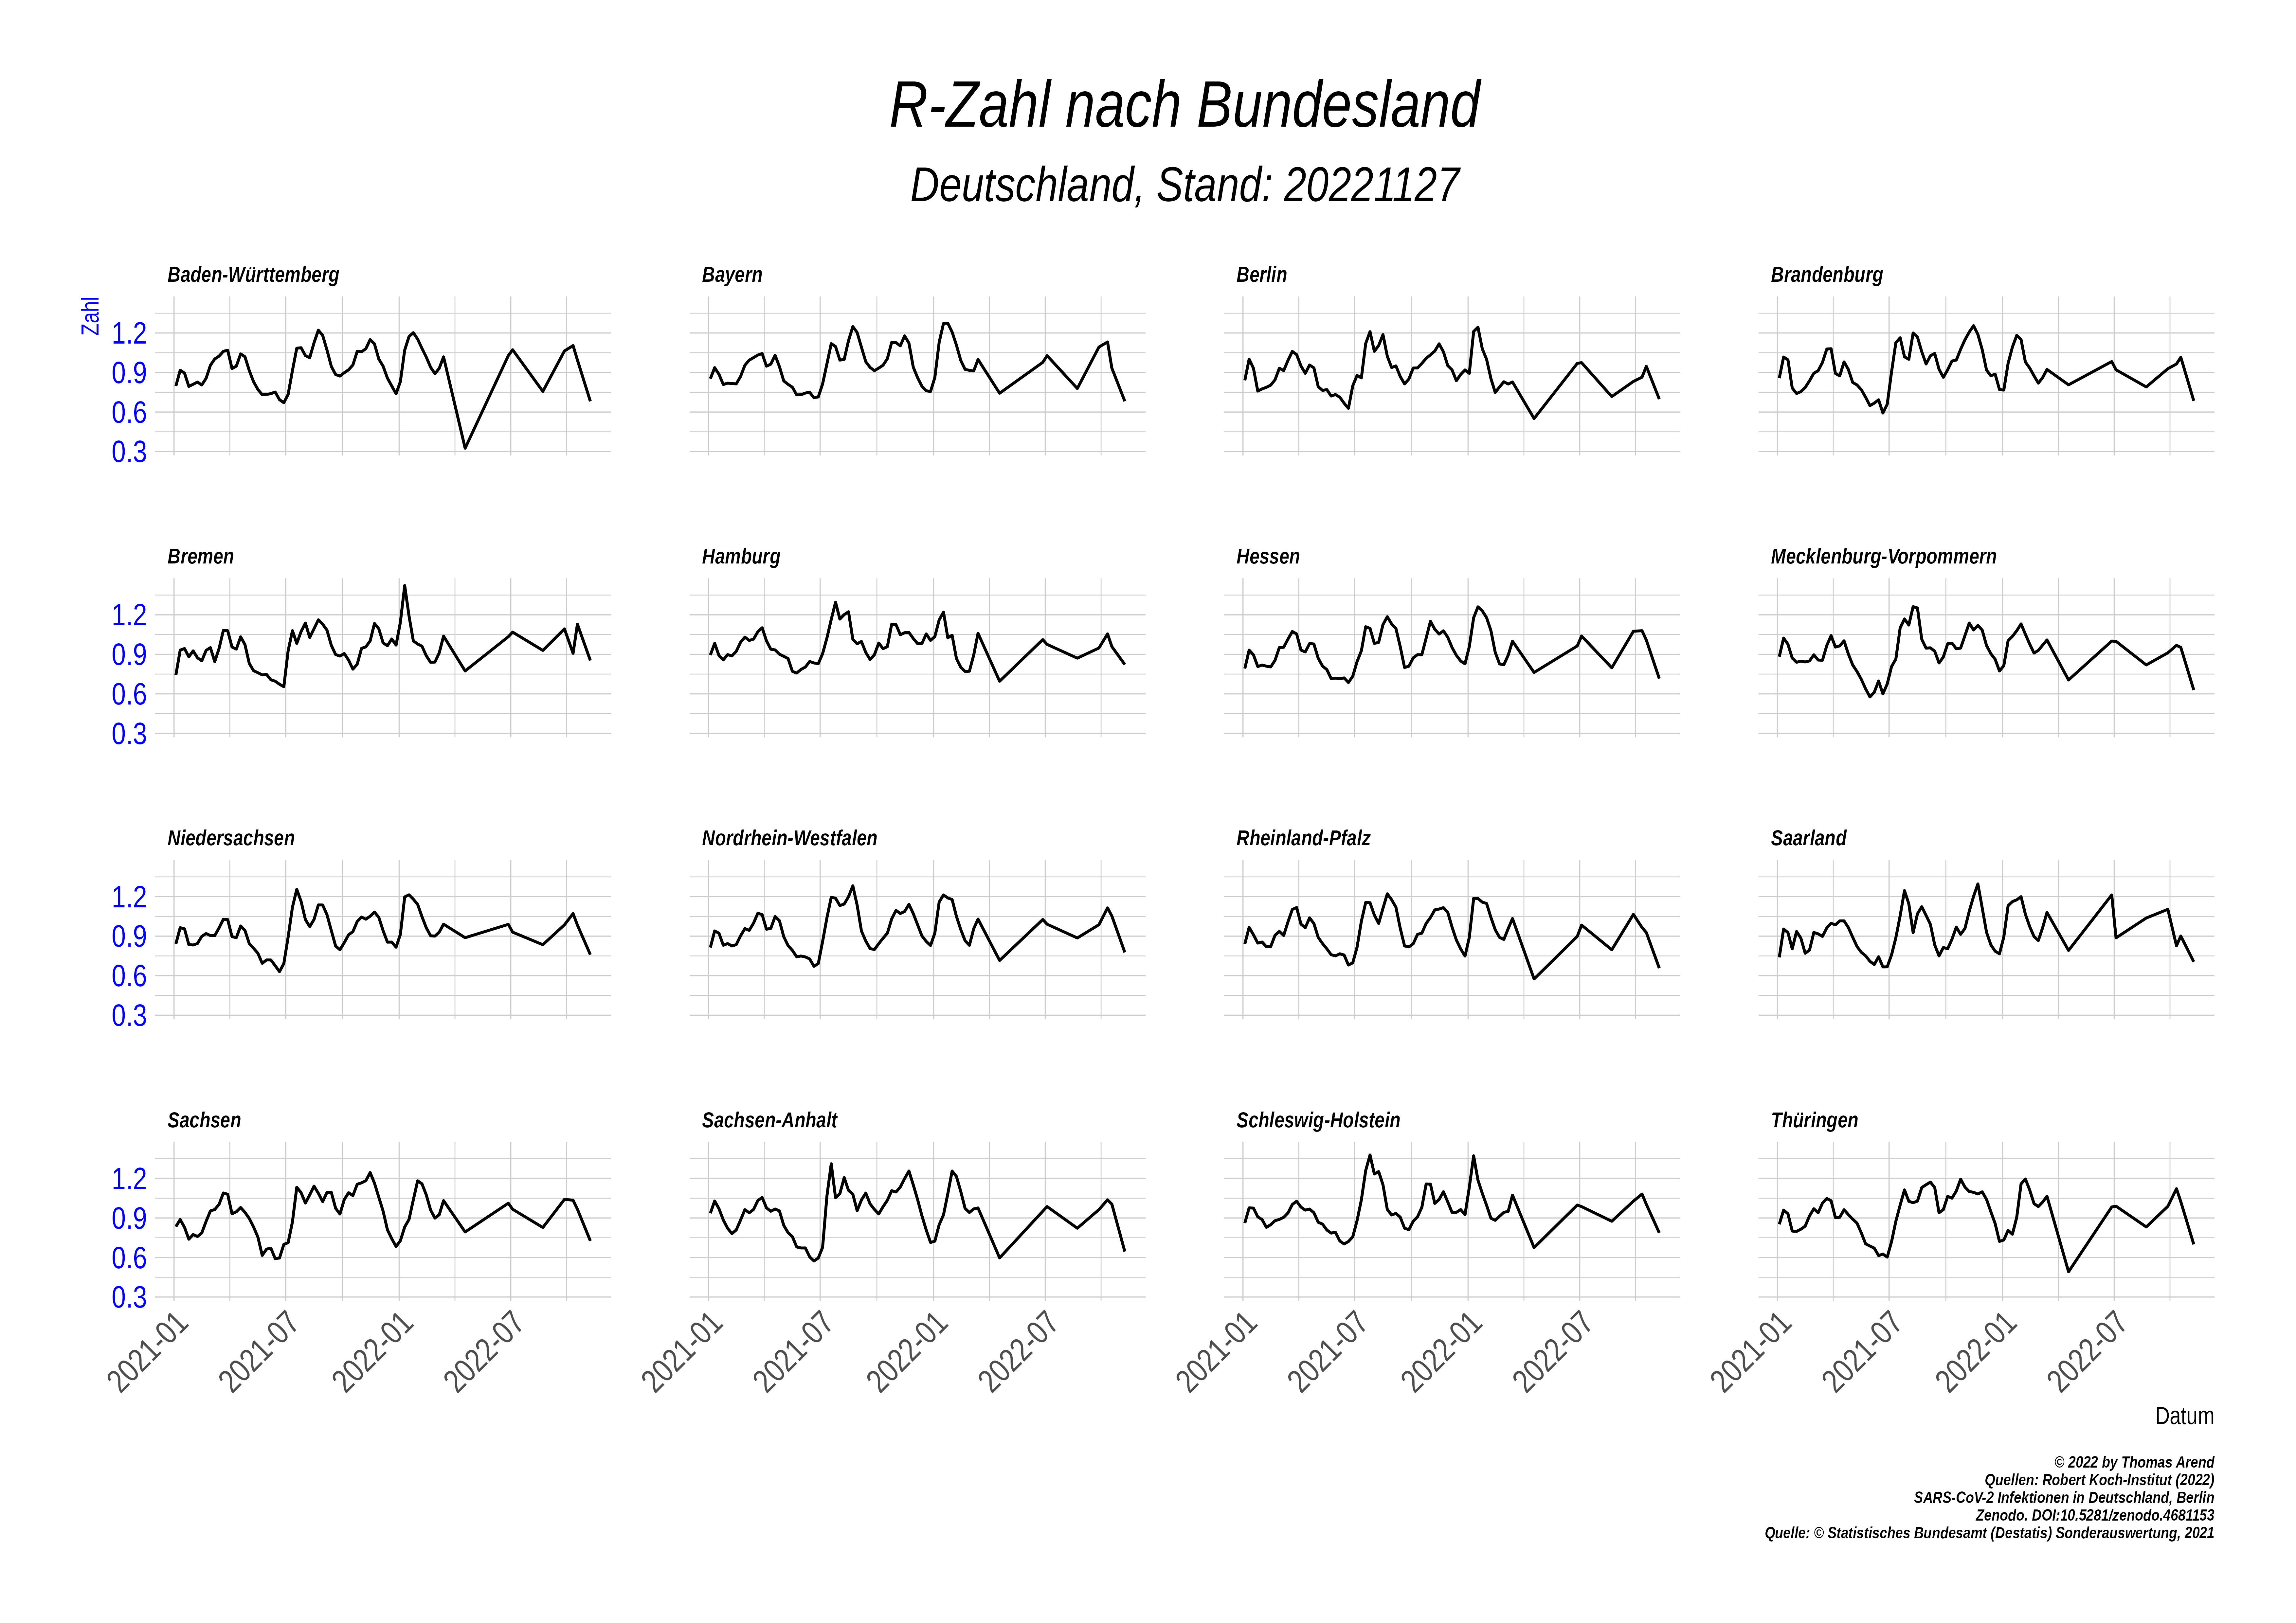 R-Zahl nach Bundesland
Deutschland, Stand: 20221127
Zahl
Baden-Württemberg
Bayern
Berlin
Brandenburg
1.2
0.9
0.6
0.3
Bremen
Hamburg
Hessen
Mecklenburg-Vorpommern
1.2
0.9
0.6
0.3
Niedersachsen
Nordrhein-Westfalen
Rheinland-Pfalz
Saarland
1.2
0.9
0.6
0.3
Sachsen
Sachsen-Anhalt
Schleswig-Holstein
Thüringen
1.2
0.9
0.6
0.3
2021-01 2021-07 2022-01 2022-07
2021-01 2021-07 2022-01 2022-07
2021-01 2021-07 2022-01 2022-07
2021-01 2021-07 2022-01 2022-07
Datum
© 2022 by Thomas Arend
Quellen: Robert Koch-Institut (2022)
SARS-CoV-2 Infektionen in Deutschland, Berlin
Zenodo. DOI:10.5281/zenodo.4681153
Quelle: © Statistisches Bundesamt (Destatis) Sonderauswertung, 2021